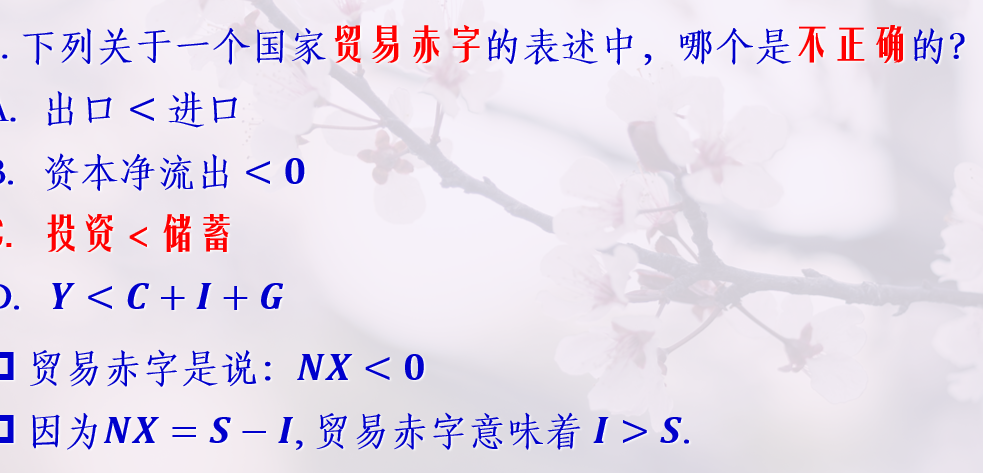 . 下列关于一个国家贸易赤字的表述中，哪个是不正确的？
A. 出口 < 进口
B. 资本净流出 < 0
C. 投资 < 储蓄
D. Y < C + I + G
贸易赤字是说：NX < 0
因为NX = S − I, 贸易赤字意味着 I > S.